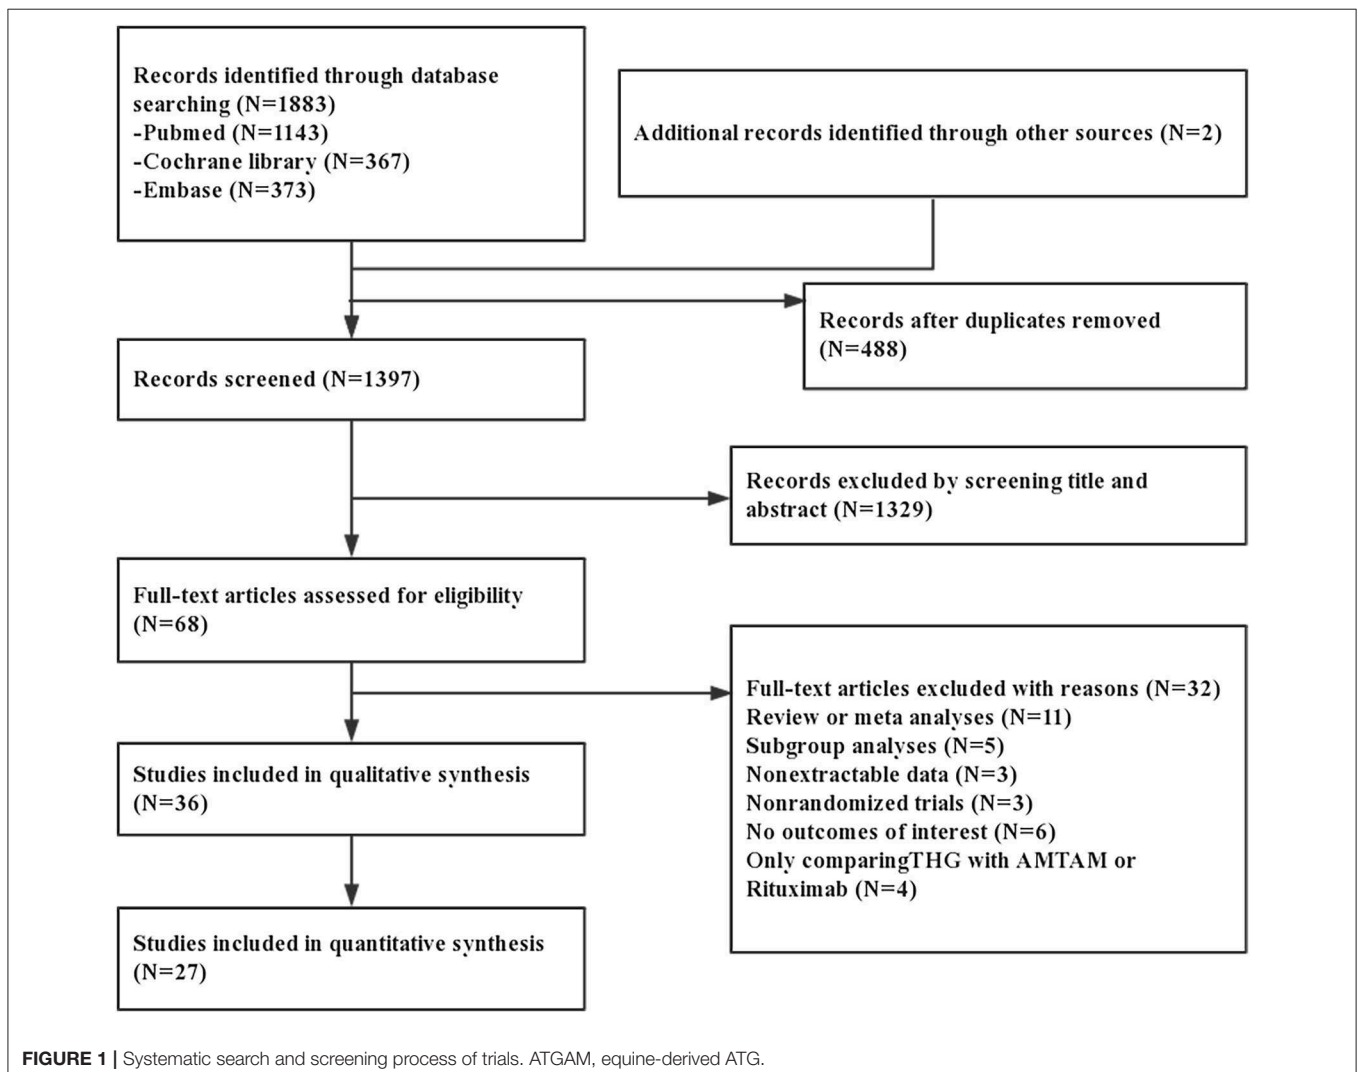 Records identified through database
searching (N=1883)
-Pubmed (N=1143)
-Cochrane library (N=367)
-Embase (N=373)
Additional records identified through other sources (N=2)
Records after duplicates removed
(N=488)
Records screened (N=1397)
Records excluded by screening title and
abstract (N=1329)
Full-text articles assessed for eligibility
(N=68)
Full-text articles excluded with reasons (N=32)
Review or meta analyses (N=11)
Subgroup analyses (N=5)
Nonextractable data (N=3)
Nonrandomized trials (N=3)
No outcomes of interest (N=6)
Only comparingTHG with AMTAM or
Rituximab (N=4)
Studies included in qualitative synthesis
(N=36)
Studies included in quantitative synthesis
(N=27)
FIGURE 1 | Systematic search and screening process of trials. ATGAM, equine-derived ATG.